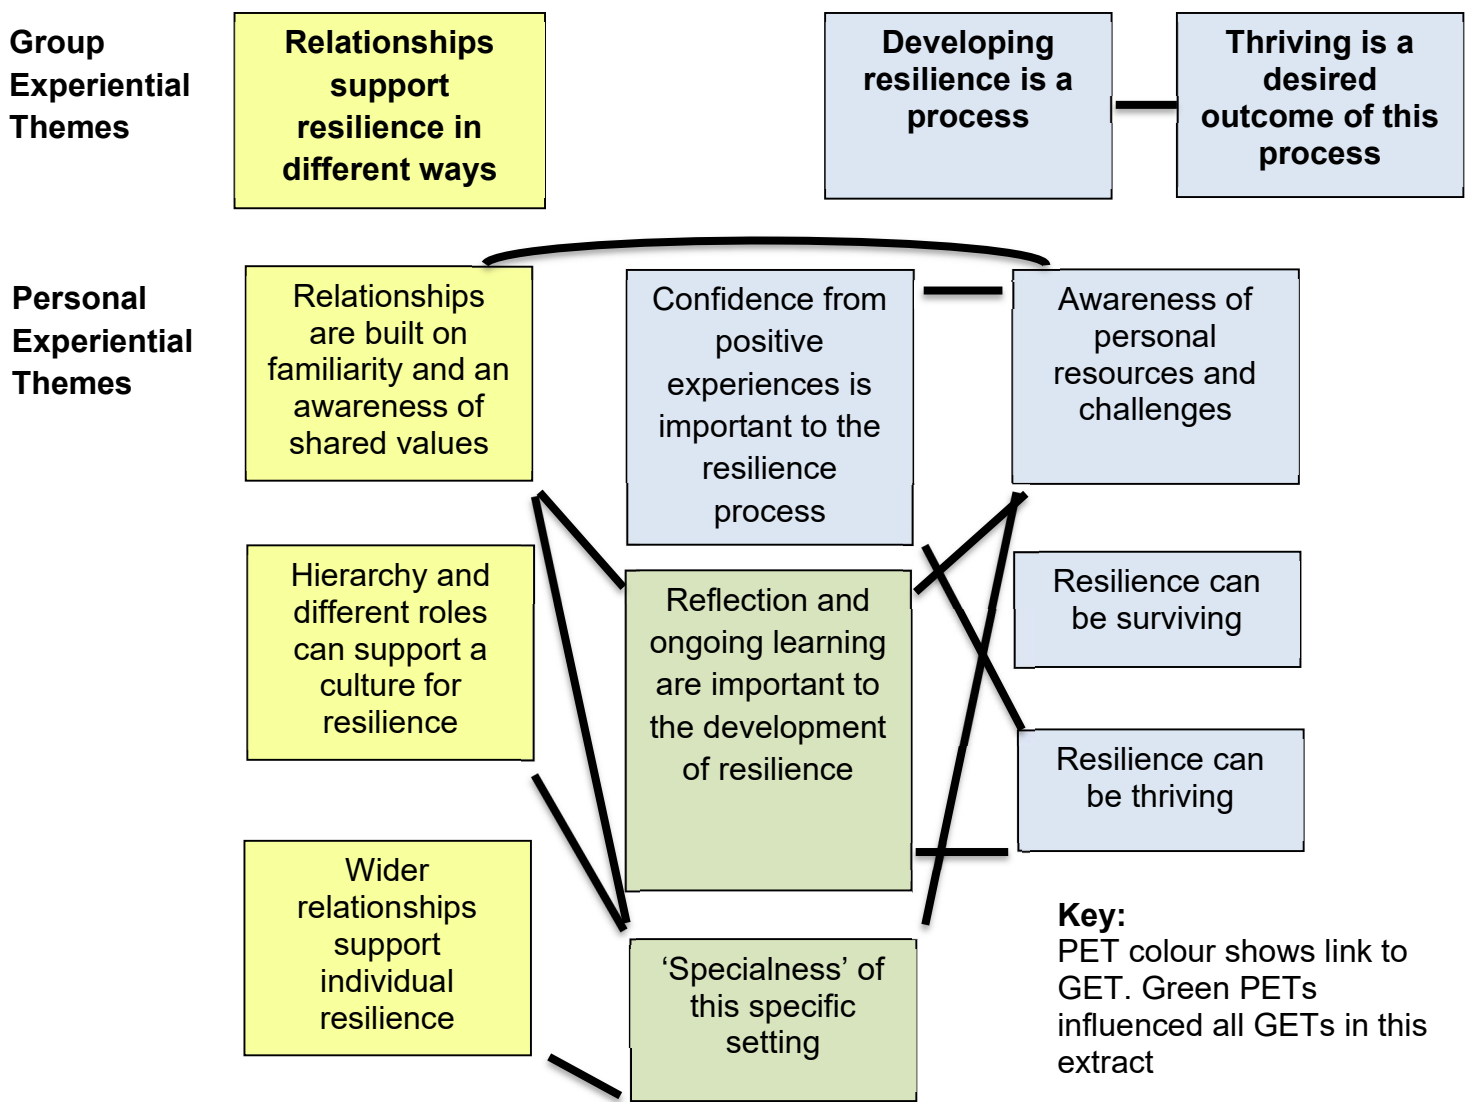 Group
Experiential
Themes
Relationships
support
resilience in
different ways
Developing
resilience is a
process
Thriving is a
desired
outcome of this
process
Personal
Experiential
Themes
Relationships
are built on
familiarity and an
awareness of
shared values
Confidence from
positive
experiences is
important to the
resilience
process
Awareness of
personal
resources and
challenges
Hierarchy and
different roles
can support a
culture for
resilience
Reflection and
ongoing learning
are important to
the development
of resilience
Resilience can
be surviving
Resilience can
be thriving
Wider
relationships
support
individual
resilience
‘Specialness’ of
this specific
setting
Key:
PET colour shows link to
GET. Green PETs
influenced all GETs in this
extract